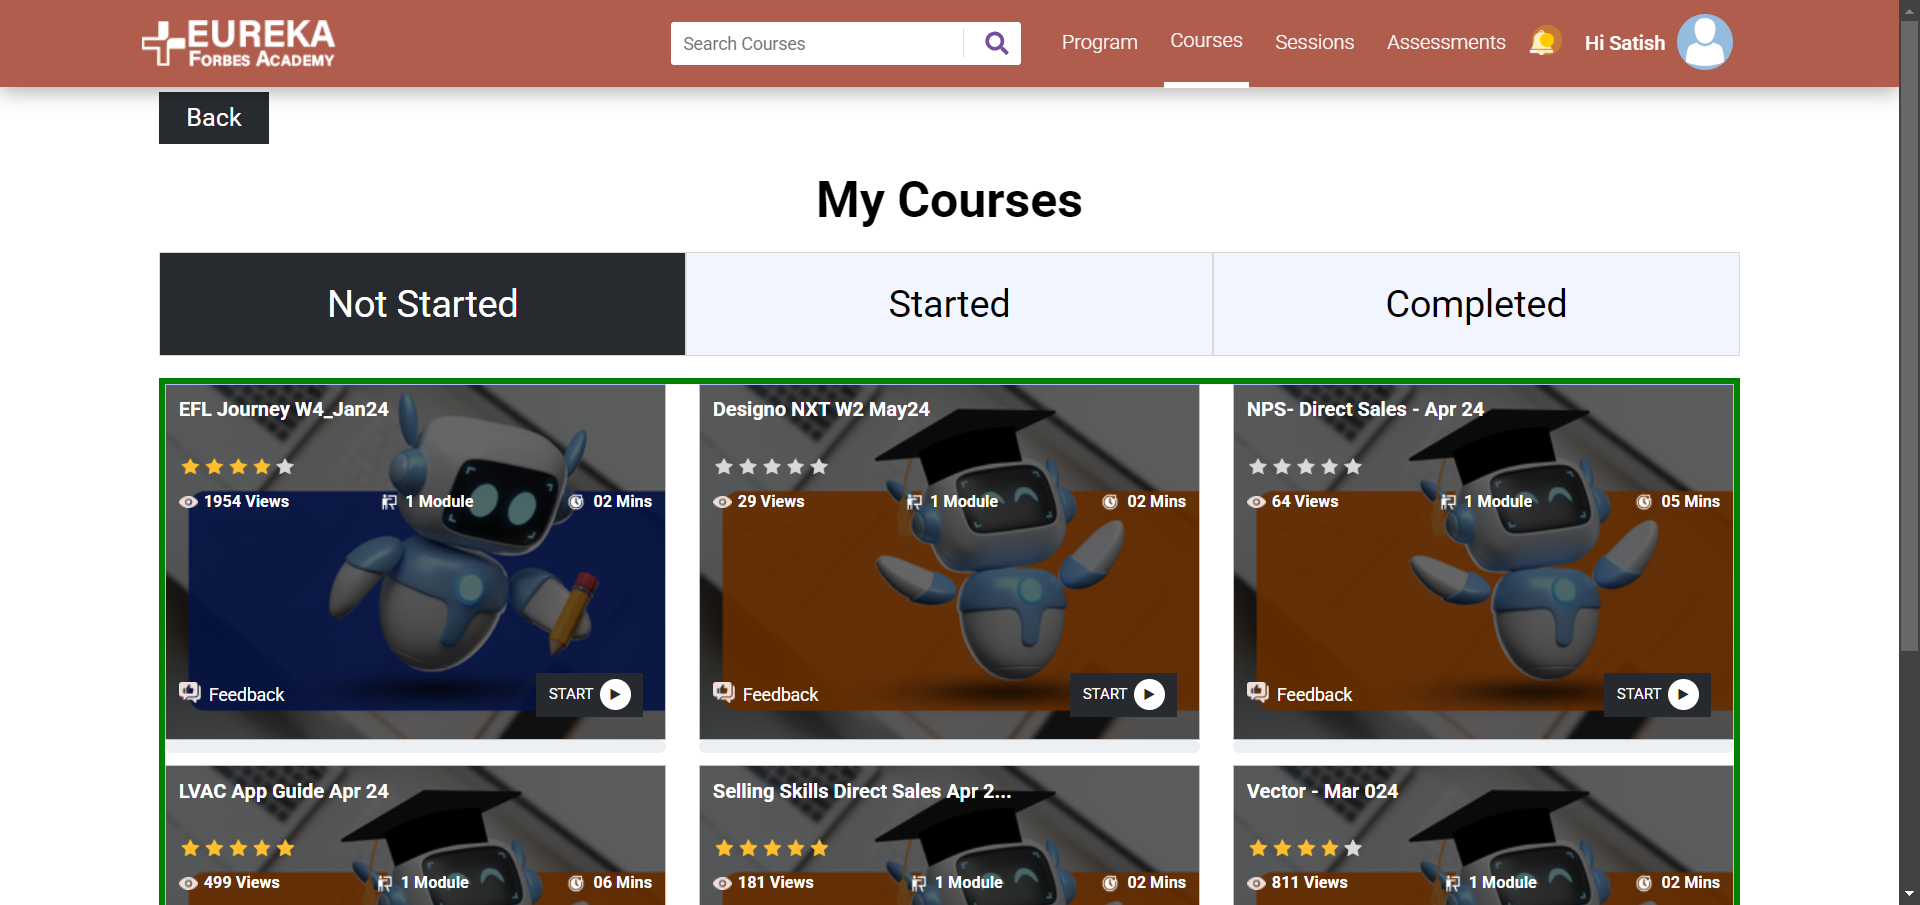 EUREKA
FORBES ACADEMY
Search Courses
Program
Courses
Sessions
Assessments
Hi Satish
Back
My Courses
Not Started
Started
Completed
EFL Journey W4_Jan24
1954 Views
1 Module
02 Mins
Feedback
START
Designo NXT W2 May24
29 Views
1 Module
02 Mins
Feedback
START
NPS- Direct Sales - Apr 24
64 Views
1 Module
05 Mins
Feedback
START
LVAC App Guide Apr 24
499 Views
1 Module
06 Mins
Selling Skills Direct Sales Apr 2...
181 Views
1 Module
02 Mins
Vector - Mar 024
811 Views
1 Module
02 Mins